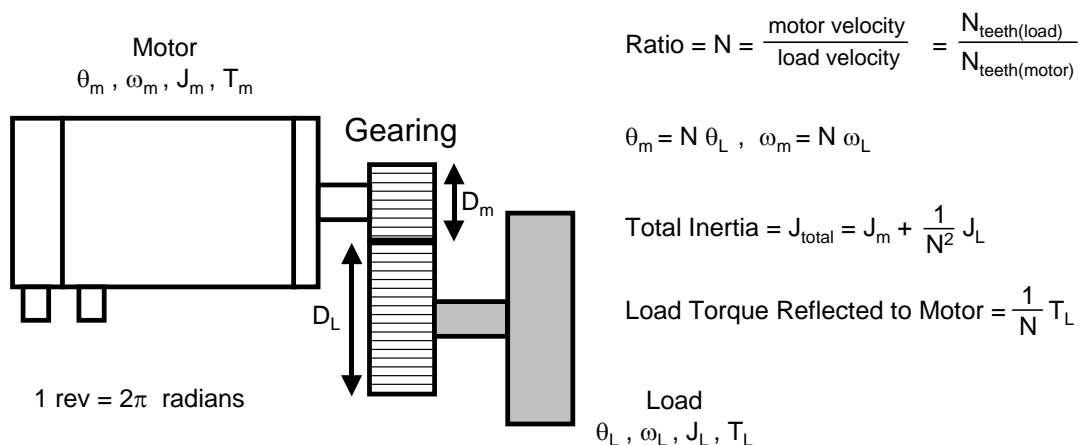 Motor
θm , ωm , Jm , Tm
Gearing
Dm
DL
1 rev = 2π radians
Ratio = N = motor velocity / load velocity = Nteeth(load) / Nteeth(motor)
θm = N θL , ωm = N ωL
Total Inertia = Jtotal = Jm + 1/N² JL
Load Torque Reflected to Motor = 1/N TL
Load
θL , ωL , JL , TL